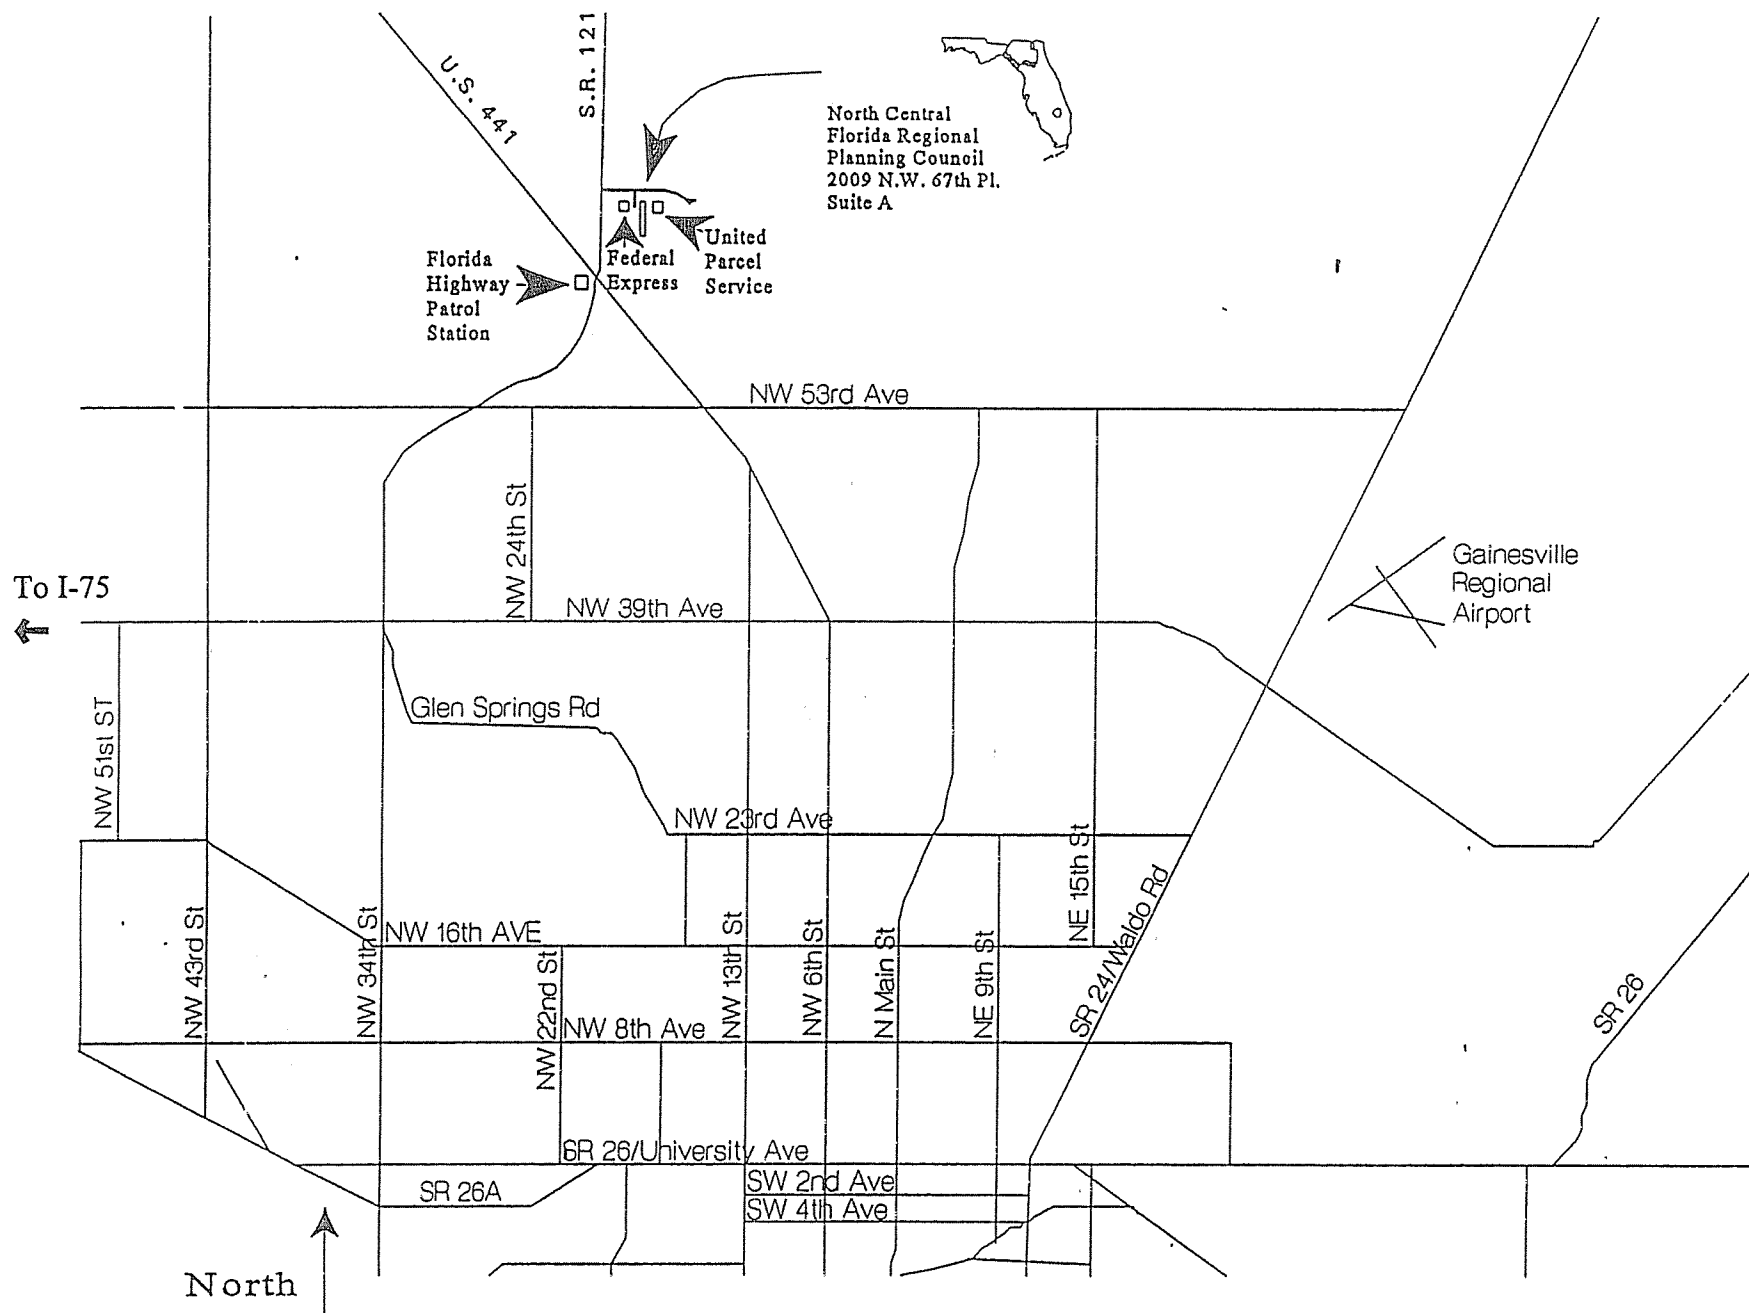 U.S. 441
S.R. 121
North Central
Florida Regional
Planning Council
2009 N.W. 67th Pl.
Suite A
United
Parcel
Service
Federal
Express
Florida
Highway
Patrol
Station
NW 53rd Ave
NW 24th St
To I-75
NW 39th Ave
Gainesville
Regional
Airport
Glen Springs Rd
NW 51st ST
NW 23rd Ave
NE 15th St
NW 43rd St
NW 34th St
NW 16th AVE
NW 22nd St
NW 13th St
NW 6th St
N Main St
NE 9th St
SR 24/Waldo Rd
SR 26
NW 8th Ave
SR 26/University Ave
SR 26A
SW 2nd Ave
SW 4th Ave
North